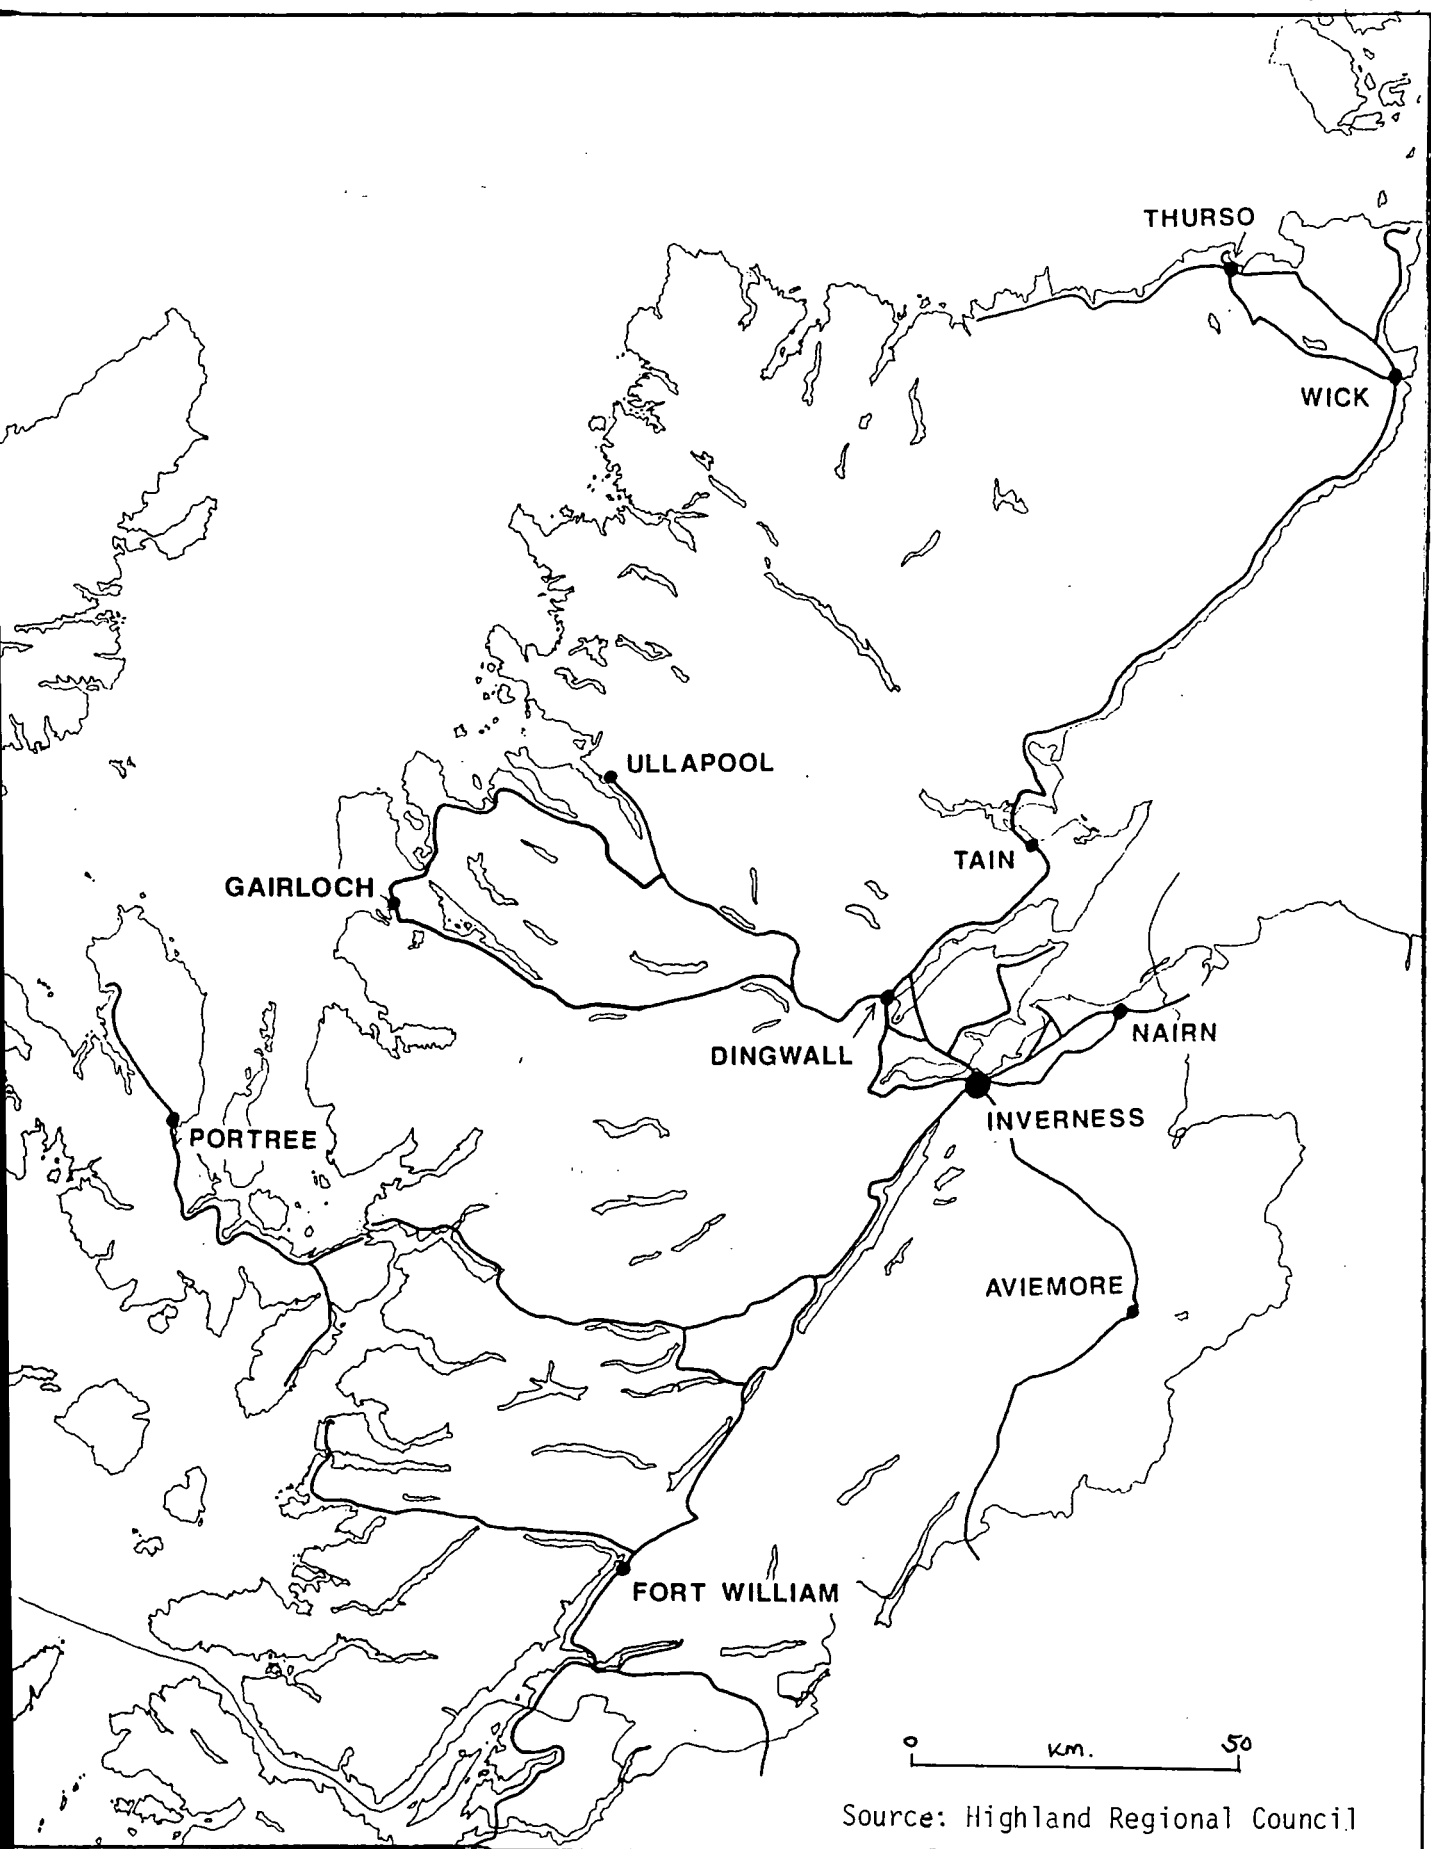 THURSO
WICK
ULLAPOOL
TAIN
GAIRLOCH
NAIRN
DINGWALL
INVERNESS
PORTREE
AVIEMORE
FORT WILLIAM
0 km. 50
Source: Highland Regional Council